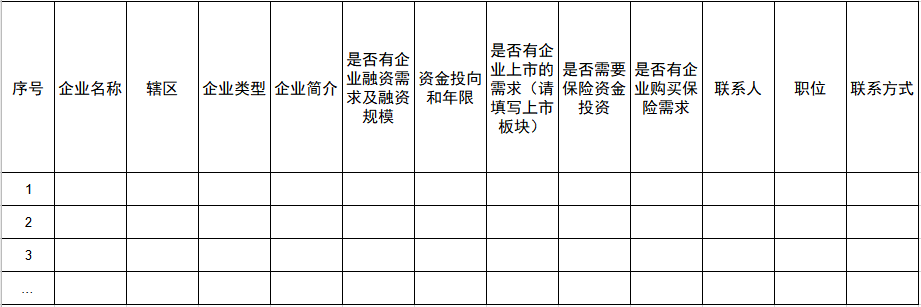 序号
企业名称
辖区
企业类型
企业简介
是否有企
业融资需
求及融资
规模
资金投向
和年限
是否有企
业上市的
需求（请
填写上市
板块）
是否需要
保险资金
投资
是否有企
业购买保
险需求
联系人
职位
联系方式
1
2
3
...